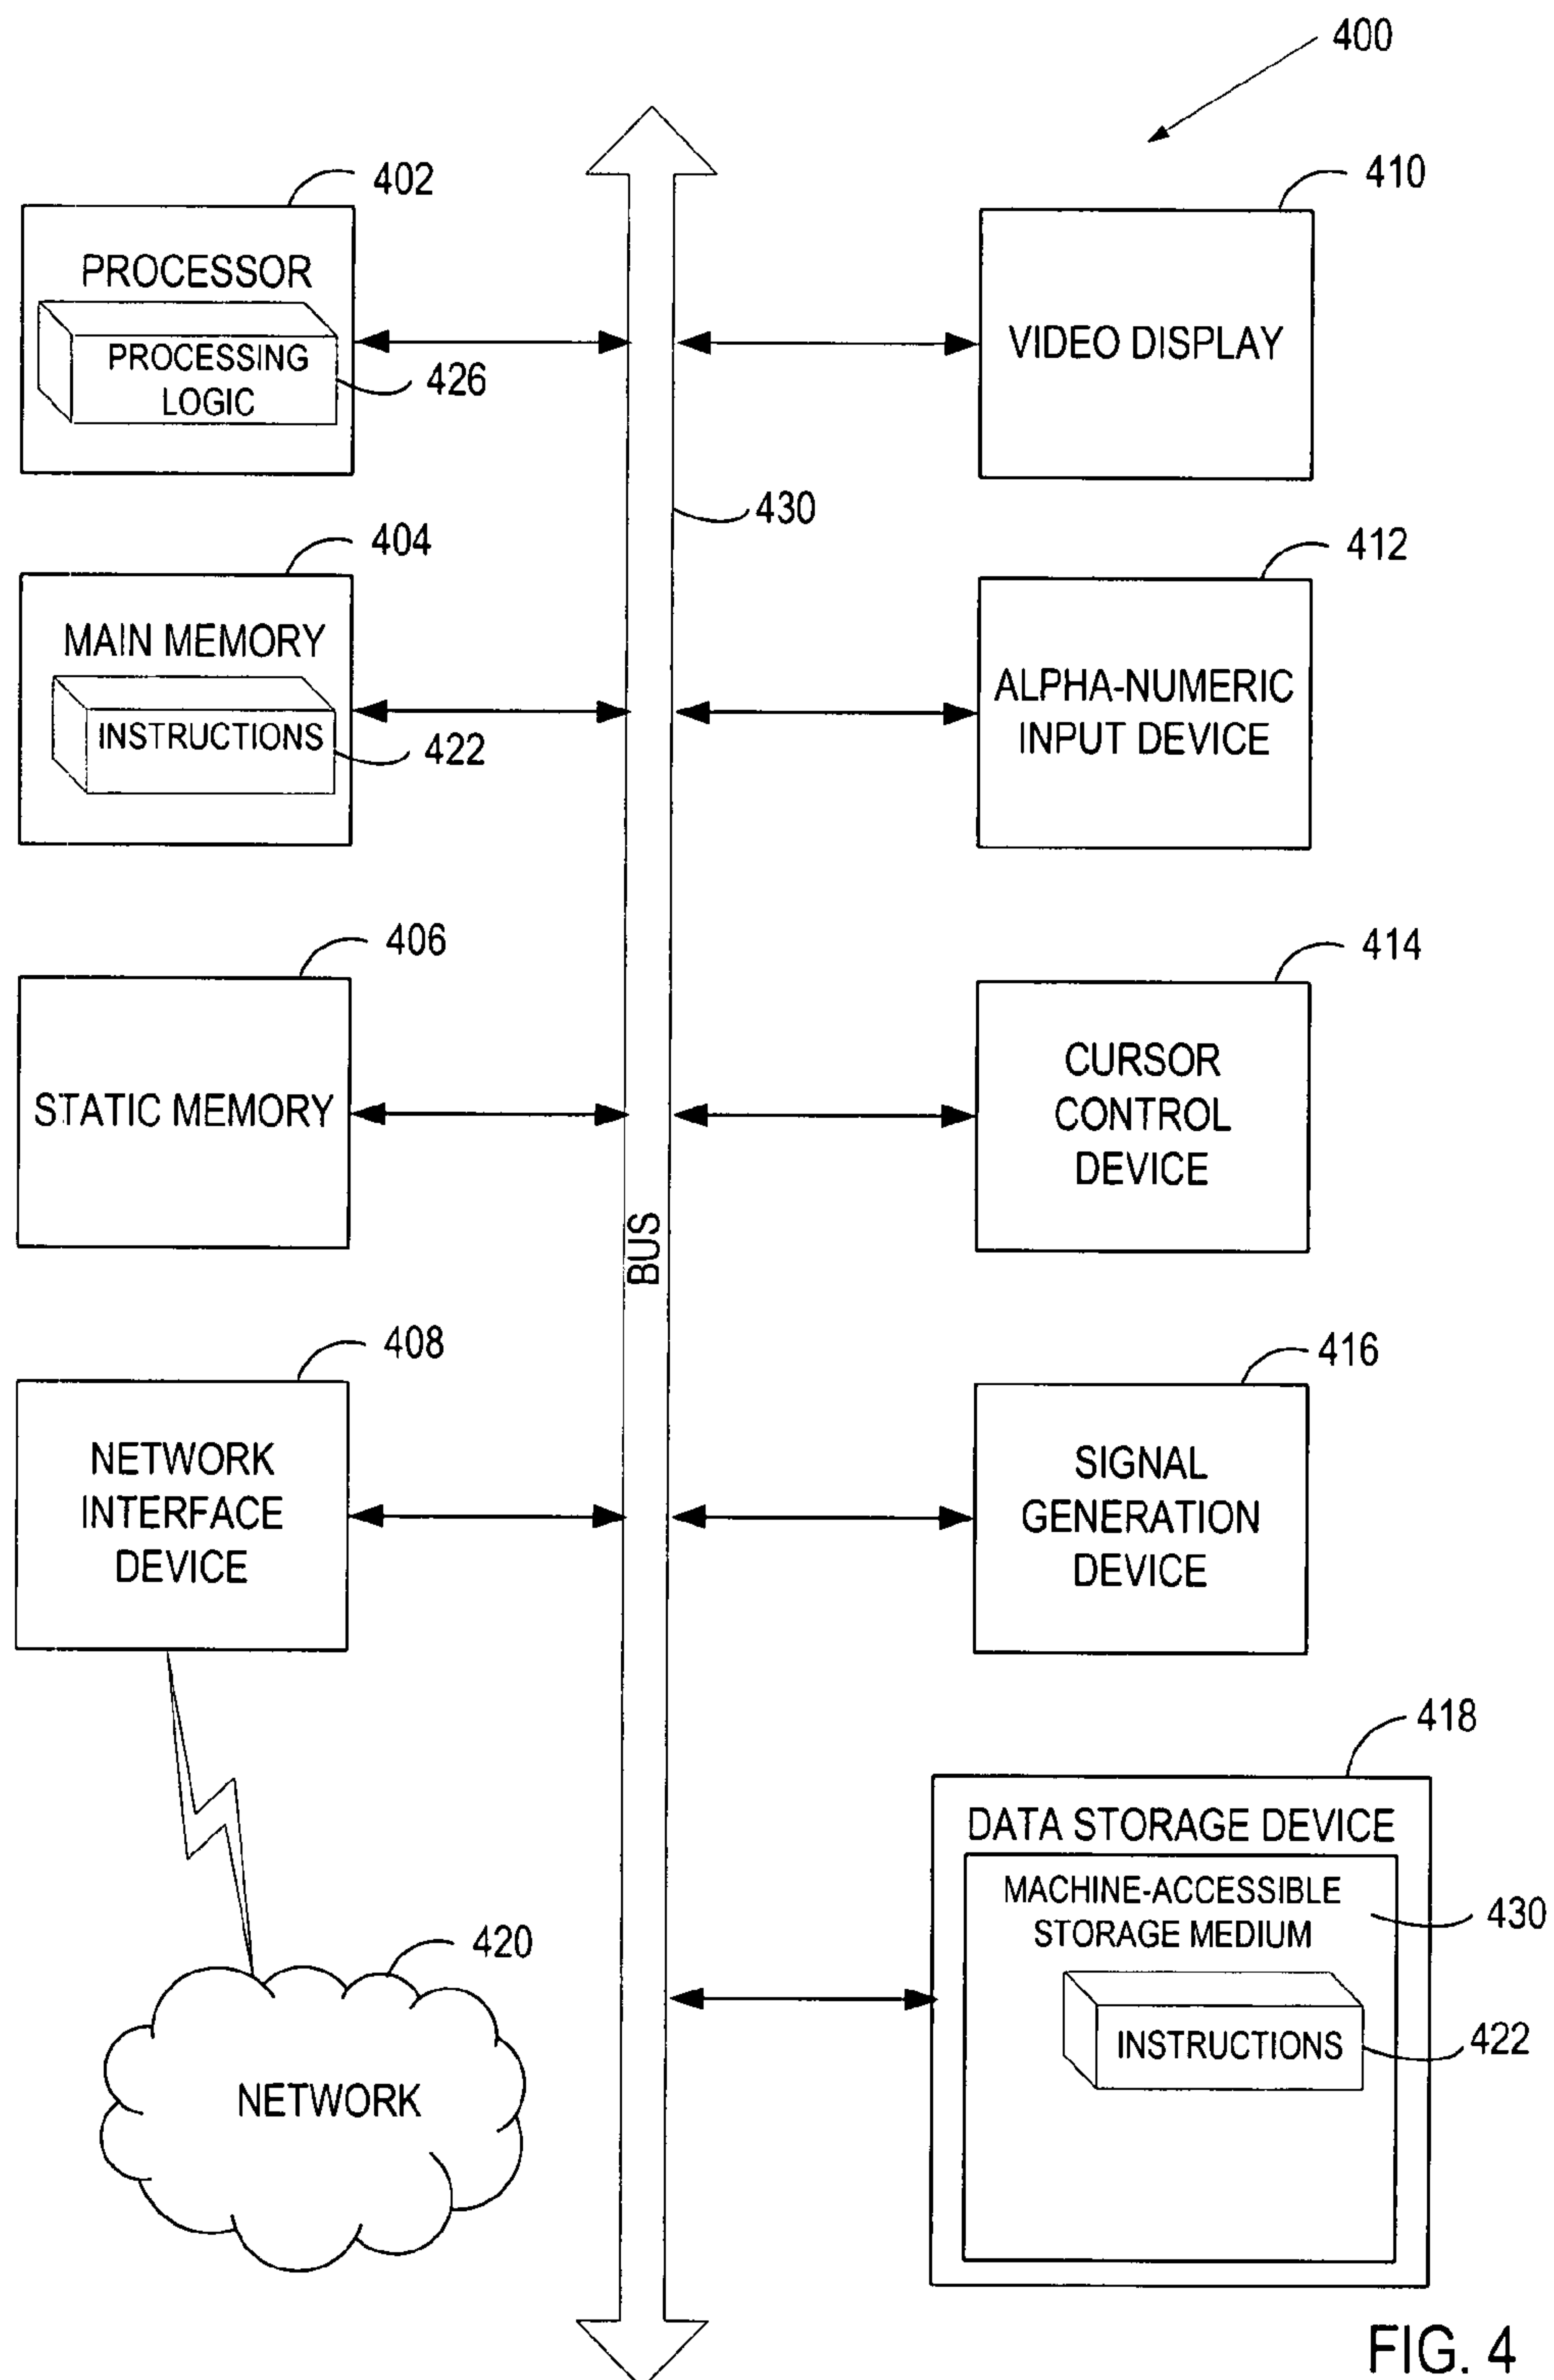 400
402
PROCESSOR
PROCESSING
LOGIC
426
410
VIDEO DISPLAY
430
404
MAIN MEMORY
INSTRUCTIONS
422
412
ALPHA-NUMERIC
INPUT DEVICE
406
STATIC MEMORY
414
CURSOR
CONTROL
DEVICE
BUS
408
NETWORK
INTERFACE
DEVICE
416
SIGNAL
GENERATION
DEVICE
418
DATA STORAGE DEVICE
MACHINE-ACCESSIBLE
STORAGE MEDIUM
430
INSTRUCTIONS
422
420
NETWORK
FIG. 4